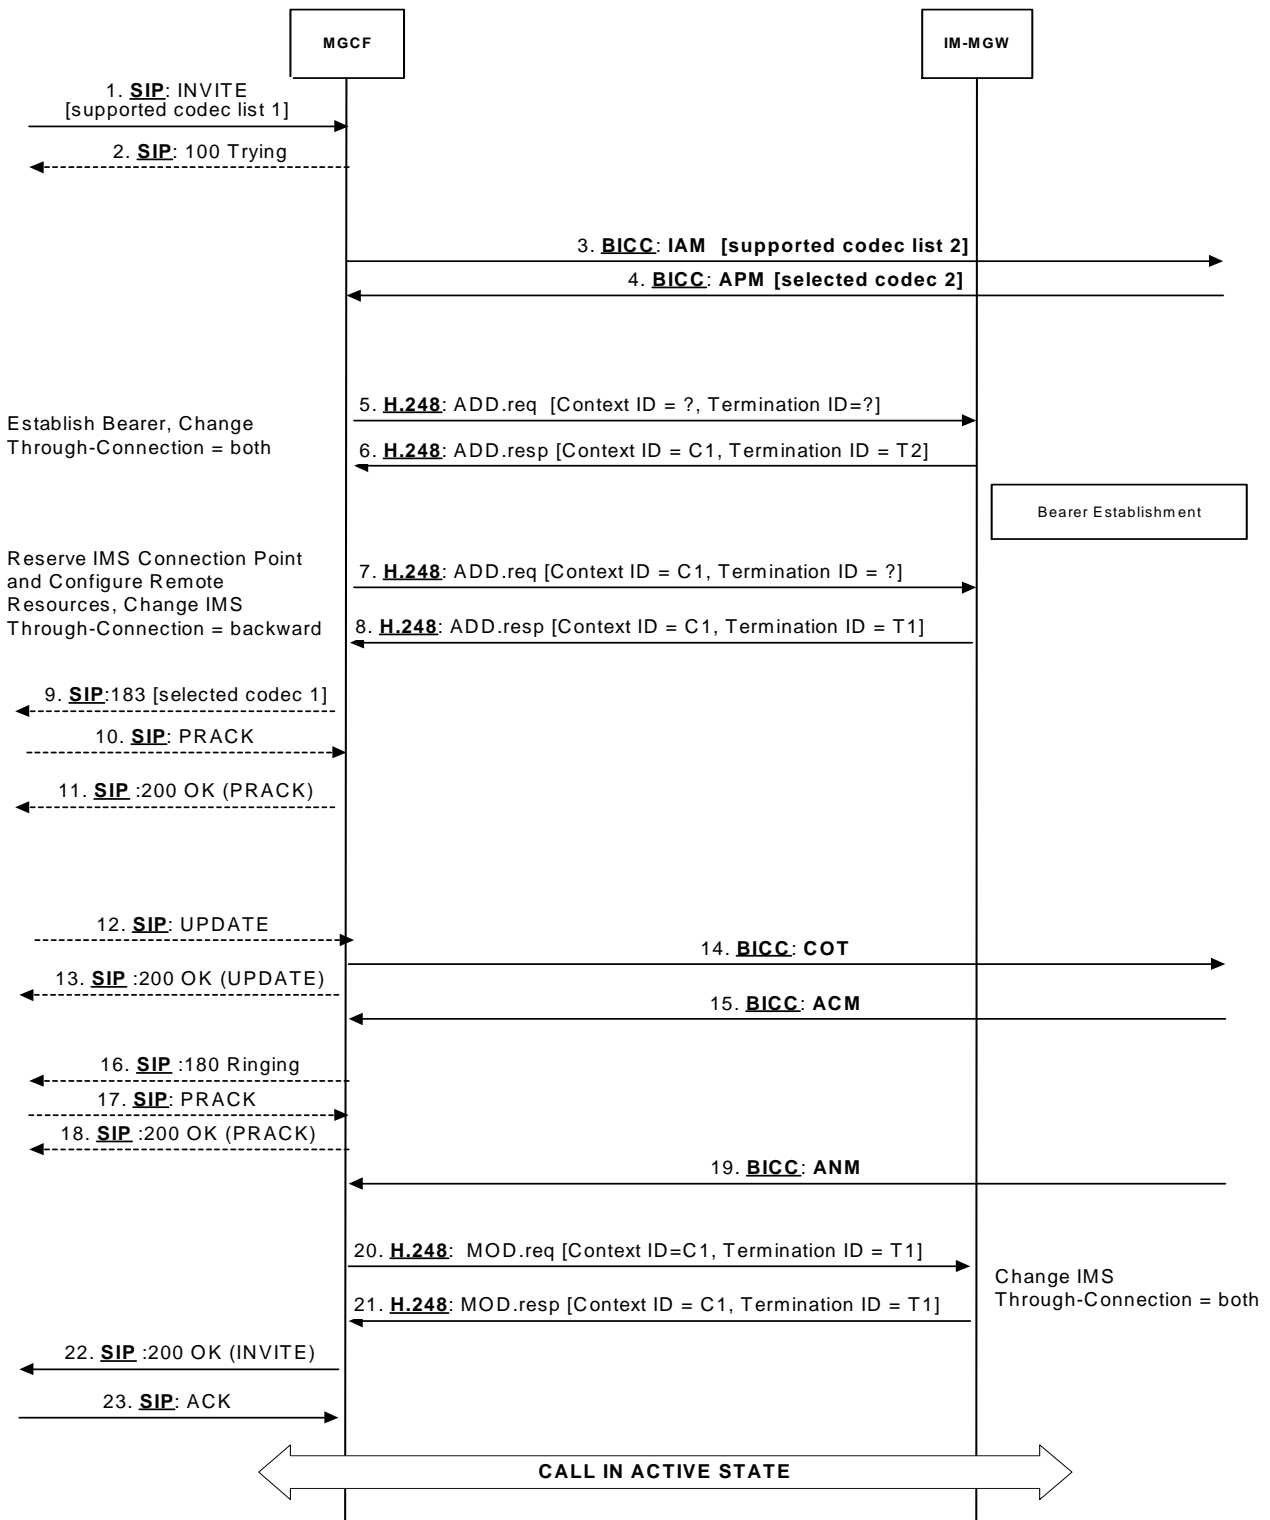 MGCF
IM-MGW
1. SIP: INVITE
[supported codec list 1]
2. SIP: 100 Trying
3. BICC: IAM [supported codec list 2]
4. BICC: APM [selected codec 2]
5. H.248: ADD.req [Context ID = ?, Termination ID=?]
Establish Bearer, Change
Through-Connection = both
6. H.248: ADD.resp [Context ID = C1, Termination ID = T2]
Bearer Establishment
Reserve IMS Connection Point
and Configure Remote
Resources, Change IMS
Through-Connection = backward
7. H.248: ADD.req [Context ID = C1, Termination ID = ?]
8. H.248: ADD.resp [Context ID = C1, Termination ID = T1]
9. SIP:183 [selected codec 1]
10. SIP: PRACK
11. SIP :200 OK (PRACK)
12. SIP: UPDATE
14. BICC: COT
13. SIP :200 OK (UPDATE)
15. BICC: ACM
16. SIP :180 Ringing
17. SIP: PRACK
18. SIP :200 OK (PRACK)
19. BICC: ANM
20. H.248: MOD.req [Context ID=C1, Termination ID = T1]
21. H.248: MOD.resp [Context ID = C1, Termination ID = T1]
Change IMS
Through-Connection = both
22. SIP :200 OK (INVITE)
23. SIP: ACK
CALL IN ACTIVE STATE